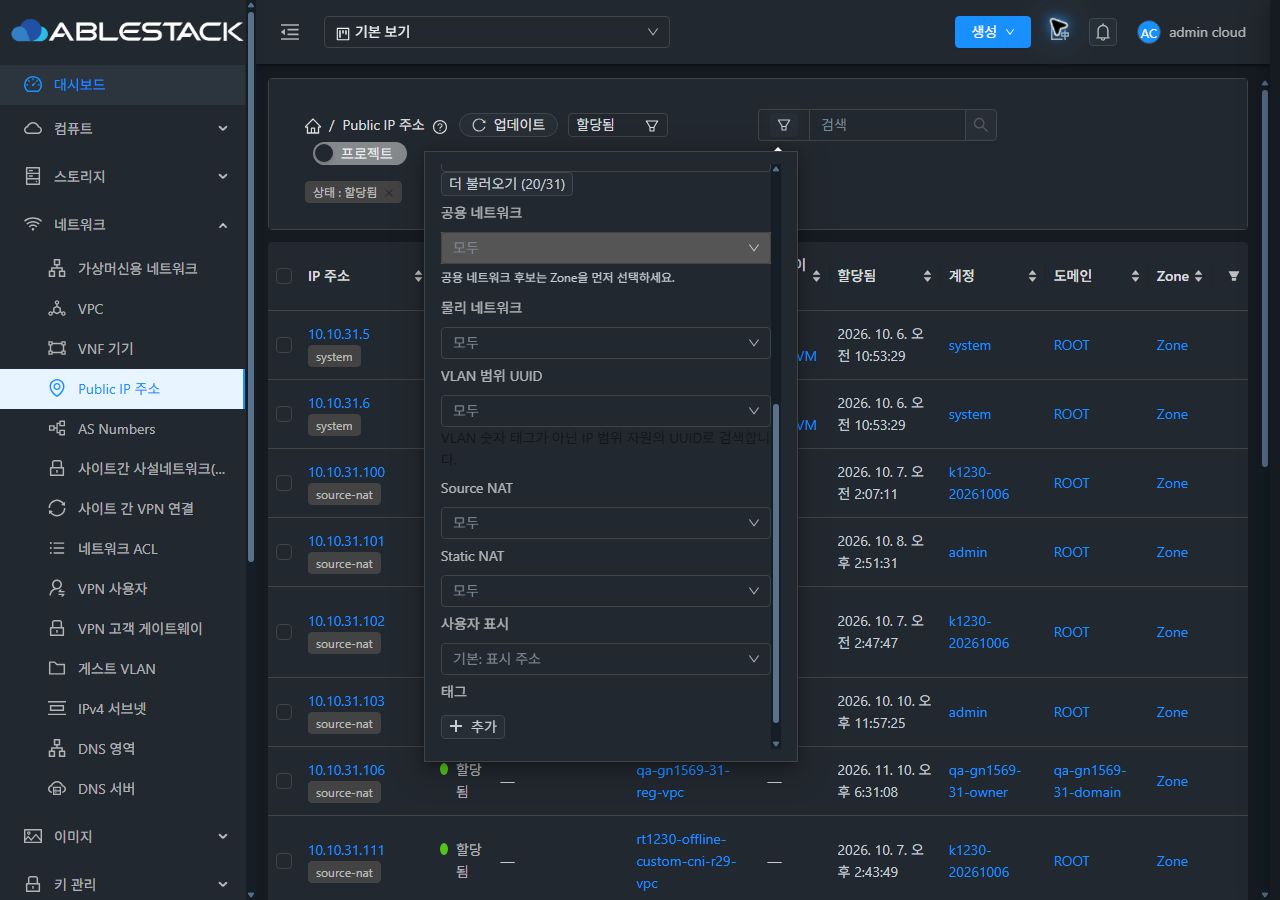 ABLESTACK
기본 보기
생성
AC
admin cloud
대시보드
컴퓨트
스토리지
네트워크
가상머신용 네트워크
VPC
VNF 기기
Public IP 주소
AS Numbers
사이트간 사설네트워크(...
사이트 간 VPN 연결
네트워크 ACL
VPN 사용자
VPN 고객 게이트웨이
게스트 VLAN
IPv4 서브넷
DNS 영역
DNS 서버
이미지
키 관리
/ Public IP 주소
업데이트
할당됨
검색
프로젝트
상태 : 할당됨
더 불러오기 (20/31)
공용 네트워크
모두
공용 네트워크 후보는 Zone을 먼저 선택하세요.
물리 네트워크
모두
VLAN 범위 UUID
모두
VLAN 숫자 태그가 아닌 IP 범위 자원의 UUID로 검색합니
다.
Source NAT
모두
Static NAT
모두
사용자 표시
기본: 표시 주소
태그
추가
IP 주소
이
할당됨
계정
도메인
Zone
10.10.31.5
system
VM
2026. 10. 6. 오
전 10:53:29
system
ROOT
Zone
10.10.31.6
system
VM
2026. 10. 6. 오
전 10:53:29
system
ROOT
Zone
10.10.31.100
source-nat
2026. 10. 7. 오
전 2:07:11
k1230-
20261006
ROOT
Zone
10.10.31.101
source-nat
2026. 10. 8. 오
후 2:51:31
admin
ROOT
Zone
10.10.31.102
source-nat
2026. 10. 7. 오
전 2:47:47
k1230-
20261006
ROOT
Zone
10.10.31.103
source-nat
2026. 10. 10. 오
후 11:57:25
admin
ROOT
Zone
10.10.31.106
source-nat
할당
됨
—
qa-gn1569-31-
reg-vpc
—
2026. 11. 10. 오
후 6:31:08
qa-gn1569-
31-owner
qa-gn1569-
31-domain
Zone
10.10.31.111
source-nat
할당
됨
—
rt1230-offline-
custom-cni-r29-
vpc
—
2026. 10. 7. 오
후 2:43:49
k1230-
20261006
ROOT
Zone